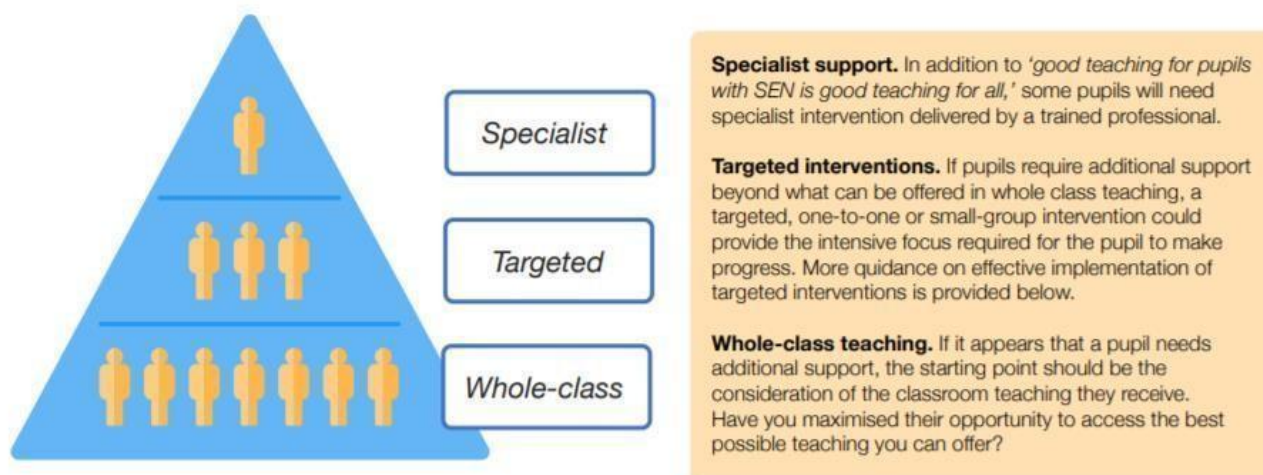 Specialist
Targeted
Whole-class
Specialist support. In addition to ‘good teaching for pupils
with SEN is good teaching for all,’ some pupils will need
specialist intervention delivered by a trained professional.
Targeted interventions. If pupils require additional support
beyond what can be offered in whole class teaching, a
targeted, one-to-one or small-group intervention could
provide the intensive focus required for the pupil to make
progress. More guidance on effective implementation of
targeted interventions is provided below.
Whole-class teaching. If it appears that a pupil needs
additional support, the starting point should be the
consideration of the classroom teaching they receive.
Have you maximised their opportunity to access the best
possible teaching you can offer?